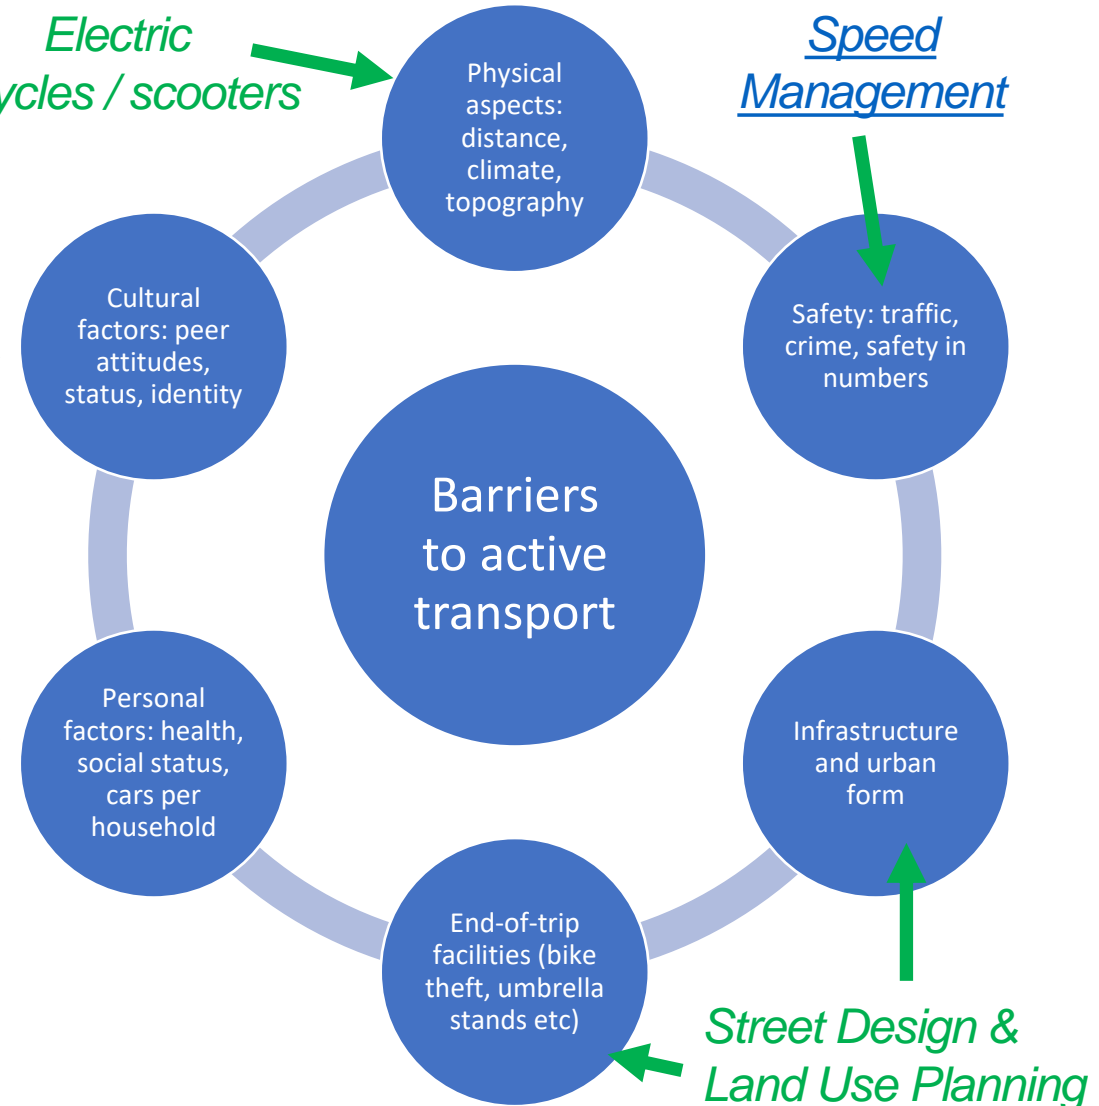 Electric
ycles / scooters
Speed
Management
Physical
aspects:
distance,
climate,
topography
Cultural
factors: peer
attitudes,
status, identity
Safety: traffic,
crime, safety in
numbers
Barriers
to active
transport
Personal
factors: health,
social status,
cars per
household
Infrastructure
and urban
form
End-of-trip
facilities (bike
theft, umbrella
stands etc)
Street Design &
Land Use Planning